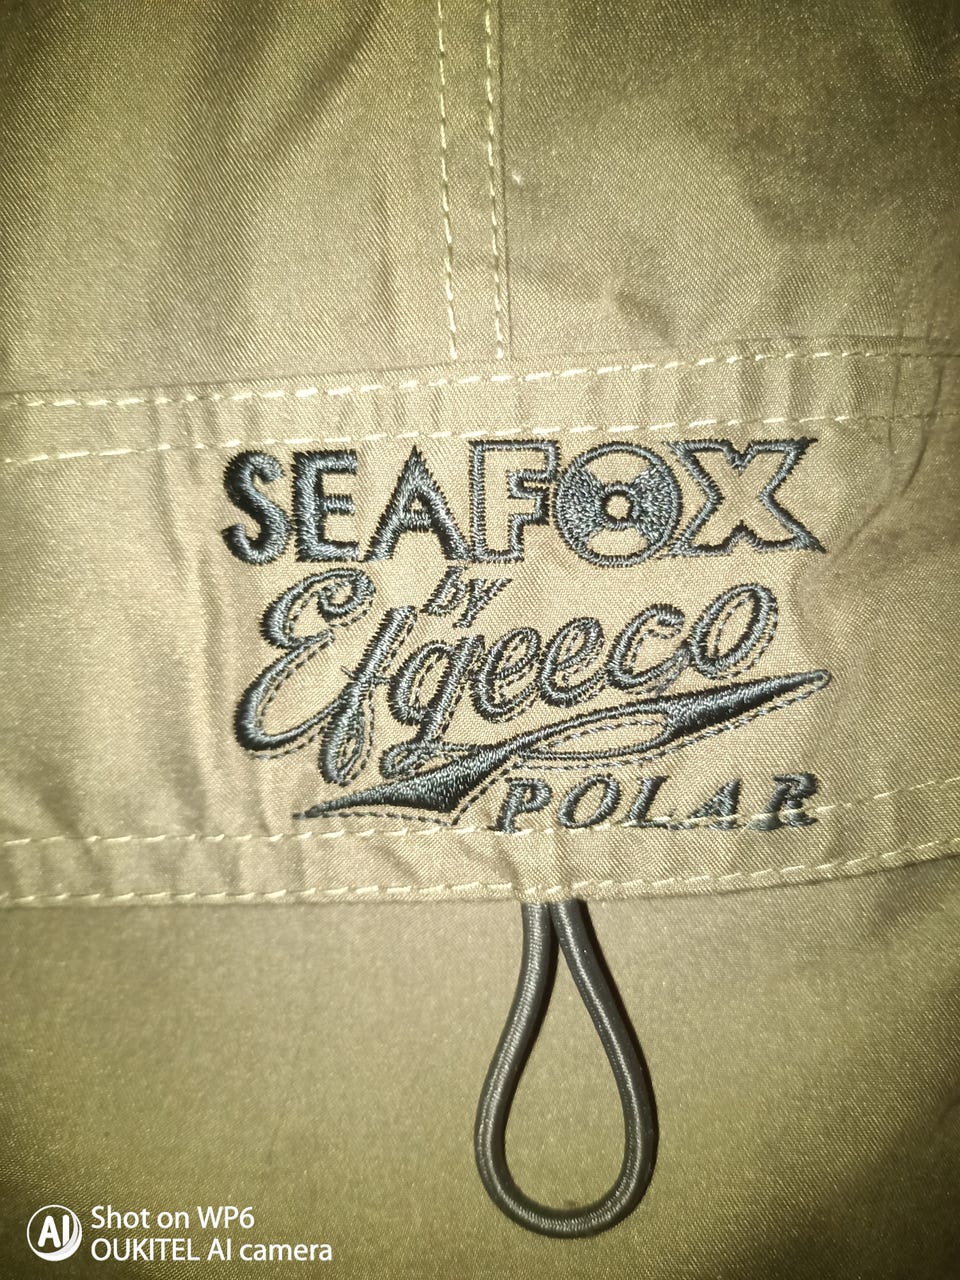 SEAFOX
by
Efgeeco
POLAR
Shot on WP6
OUKITEL AI camera